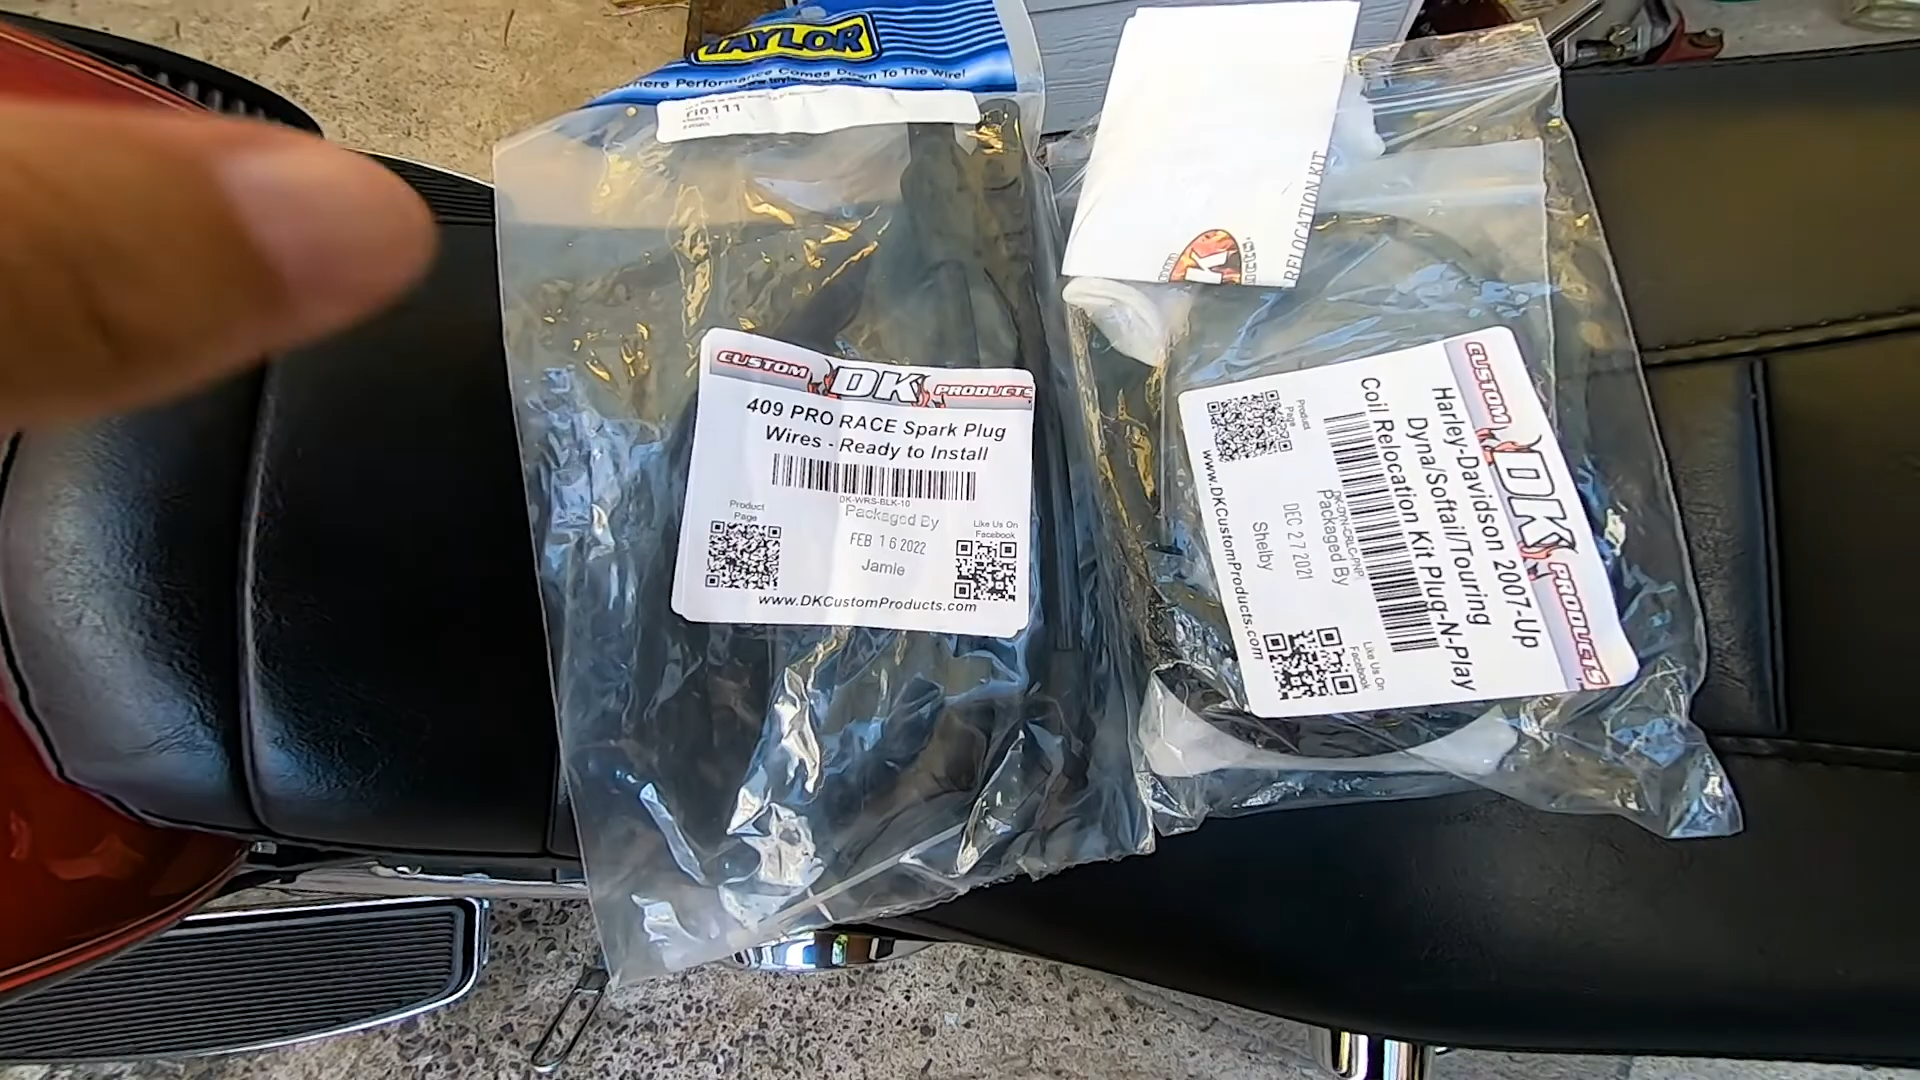 TAYLOR
Where Performance Comes Down To The Wire!
CUSTOM DK PRODUCTS
409 PRO RACE Spark Plug
Wires - Ready to Install
DK-WRS-BLK-10
Product
Page
Packaged By
FEB 16 2022
Jamie
Like Us On
Facebook
www.DKCustomProducts.com
RELOCATION KIT
CUSTOM DK PRODUCTS
Harley-Davidson 2007-Up
Dyna/Softail/Touring
Coil Relocation Kit Plug-N-Play
Product
Page
Packaged By
DEC 27 2021
Shelby
Like Us On
Facebook
www.DKCustomProducts.com